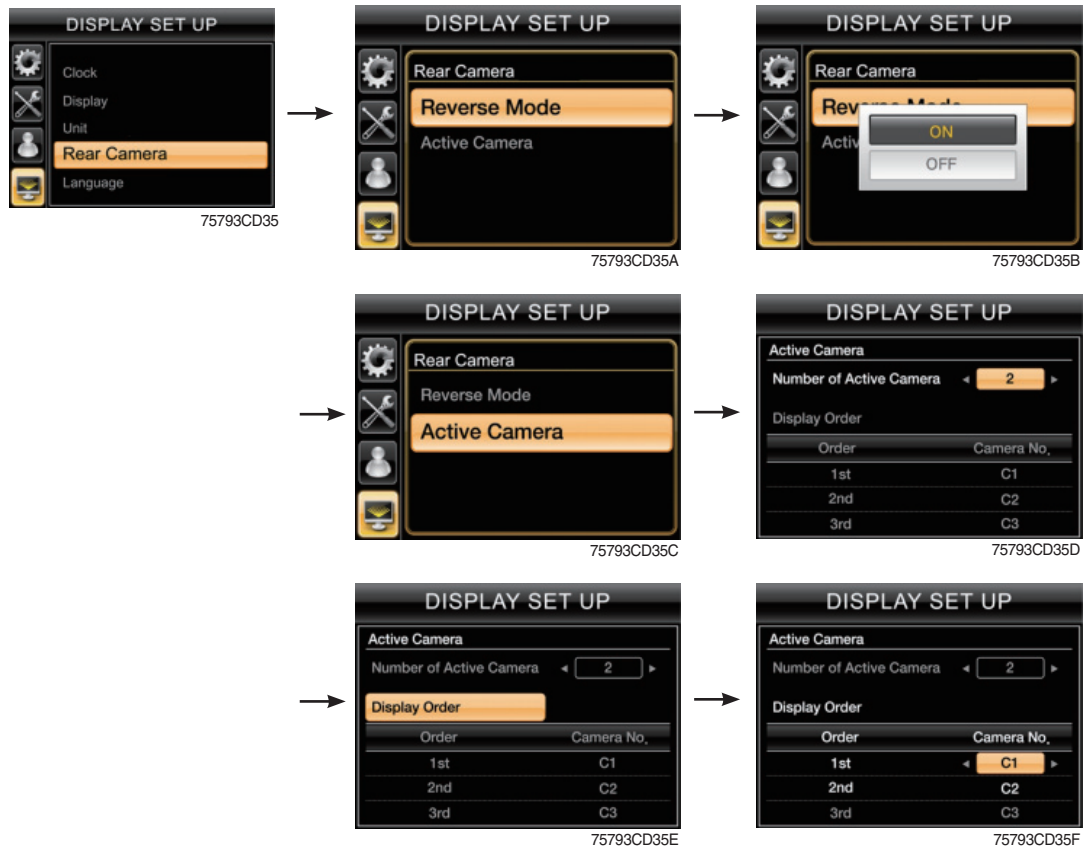 DISPLAY SET UP
Clock
Display
Unit
Rear Camera
Language
75793CD35
DISPLAY SET UP
Rear Camera
Reverse Mode
Active Camera
75793CD35A
DISPLAY SET UP
Rear Camera
Reverse Mode
Activ
ON
OFF
75793CD35B
DISPLAY SET UP
Rear Camera
Reverse Mode
Active Camera
75793CD35C
DISPLAY SET UP
Active Camera
Number of Active Camera 2
Display Order
Order Camera No.
1st C1
2nd C2
3rd C3
75793CD35D
DISPLAY SET UP
Active Camera
Number of Active Camera 2
Display Order
Order Camera No.
1st C1
2nd C2
3rd C3
75793CD35E
DISPLAY SET UP
Active Camera
Number of Active Camera 2
Display Order
Order Camera No.
1st C1
2nd C2
3rd C3
75793CD35F